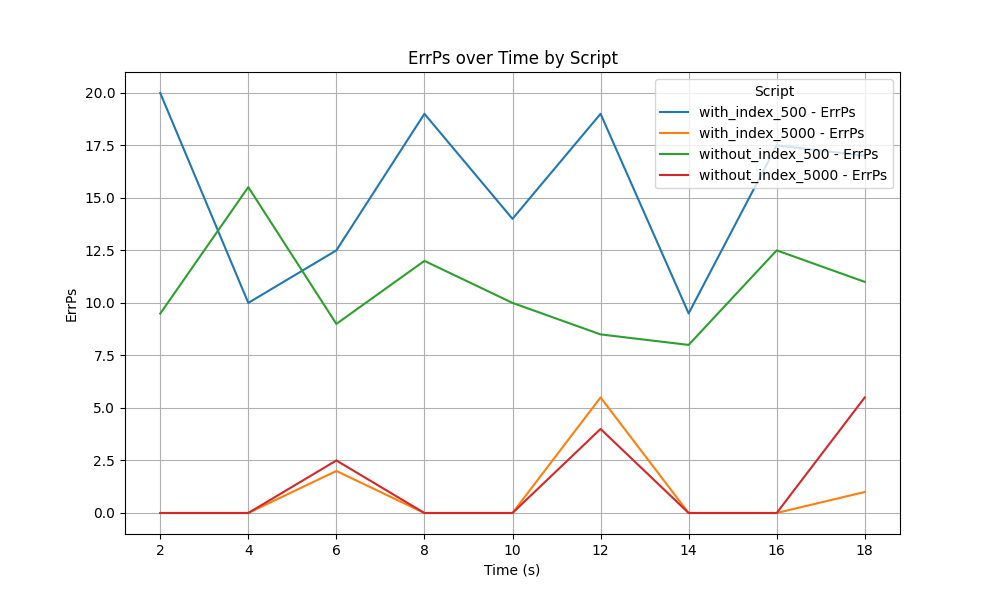 ErrPs over Time by Script
Script
with_index_500 - ErrPs
with_index_5000 - ErrPs
without_index_500 - ErrPs
without_index_5000 - ErrPs
ErrPs
20.0
17.5
15.0
12.5
10.0
7.5
5.0
2.5
0.0
2 4 6 8 10 12 14 16 18
Time (s)